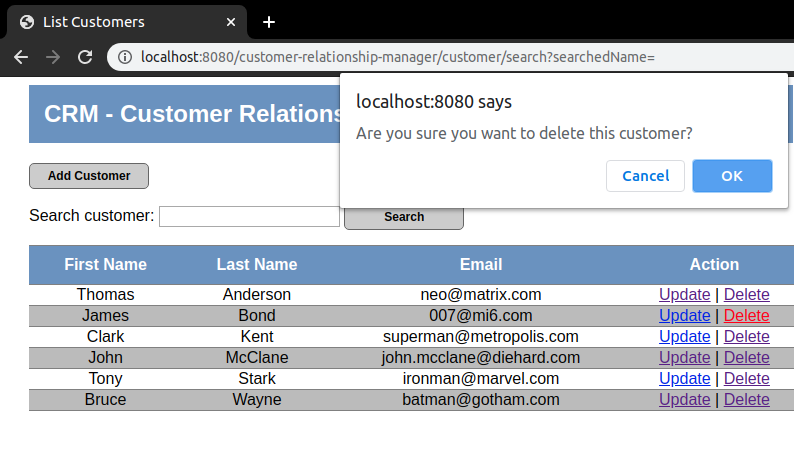 List Customers
localhost:8080/customer-relationship-manager/customer/search?searchedName=
localhost:8080 says
Are you sure you want to delete this customer?
Cancel OK
CRM - Customer Relations
Add Customer
Search customer: Search
First Name Last Name Email Action
Thomas Anderson neo@matrix.com Update | Delete
James Bond 007@mi6.com Update | Delete
Clark Kent superman@metropolis.com Update | Delete
John McClane john.mcclane@diehard.com Update | Delete
Tony Stark ironman@marvel.com Update | Delete
Bruce Wayne batman@gotham.com Update | Delete